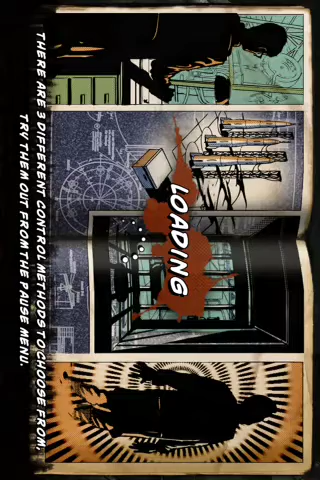 LOADING
THERE ARE 3 DIFFERENT CONTROL METHODS TO CHOOSE FROM,
TRY THEM OUT FROM THE PAUSE MENU.